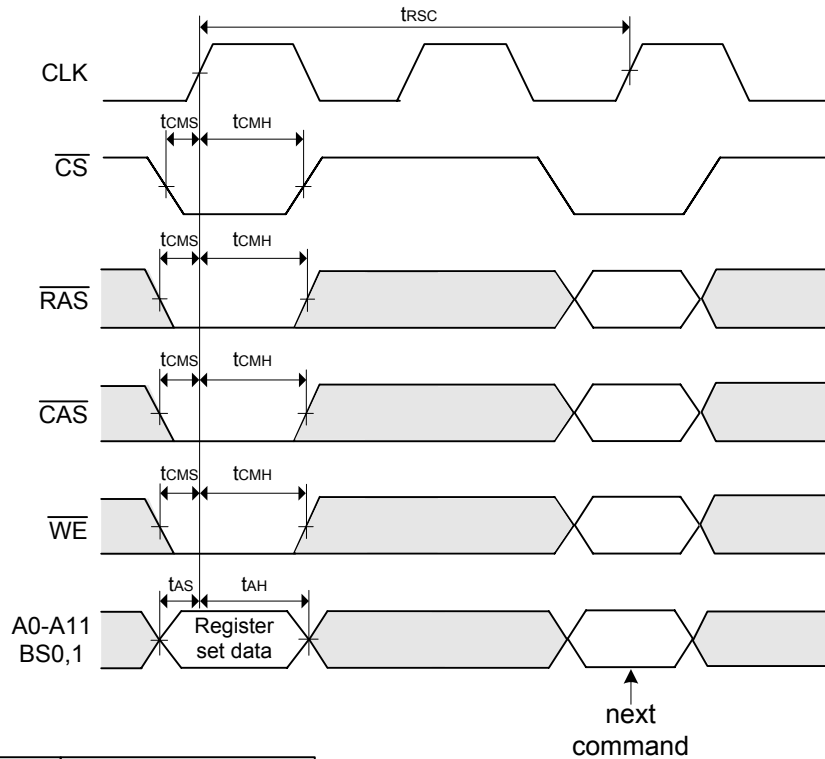 tRSC
CLK
tCMS tCMH
CS
tCMS tCMH
RAS
tCMS tCMH
CAS
tCMS tCMH
WE
tAS tAH
A0-A11
BS0,1
Register
set data
next
command